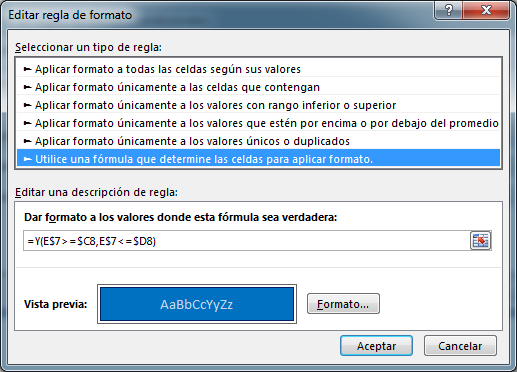 Editar regla de formato
?
Seleccionar un tipo de regla:
► Aplicar formato a todas las celdas según sus valores
► Aplicar formato únicamente a las celdas que contengan
► Aplicar formato únicamente a los valores con rango inferior o superior
► Aplicar formato únicamente a los valores que estén por encima o por debajo del promedio
► Aplicar formato únicamente a los valores únicos o duplicados
► Utilice una fórmula que determine las celdas para aplicar formato.
Editar una descripción de regla:
Dar formato a los valores donde esta fórmula sea verdadera:
=Y(E$7>=$C8,E$7<=$D8)
Vista previa:
AaBbCcYyZz
Formato...
Aceptar
Cancelar